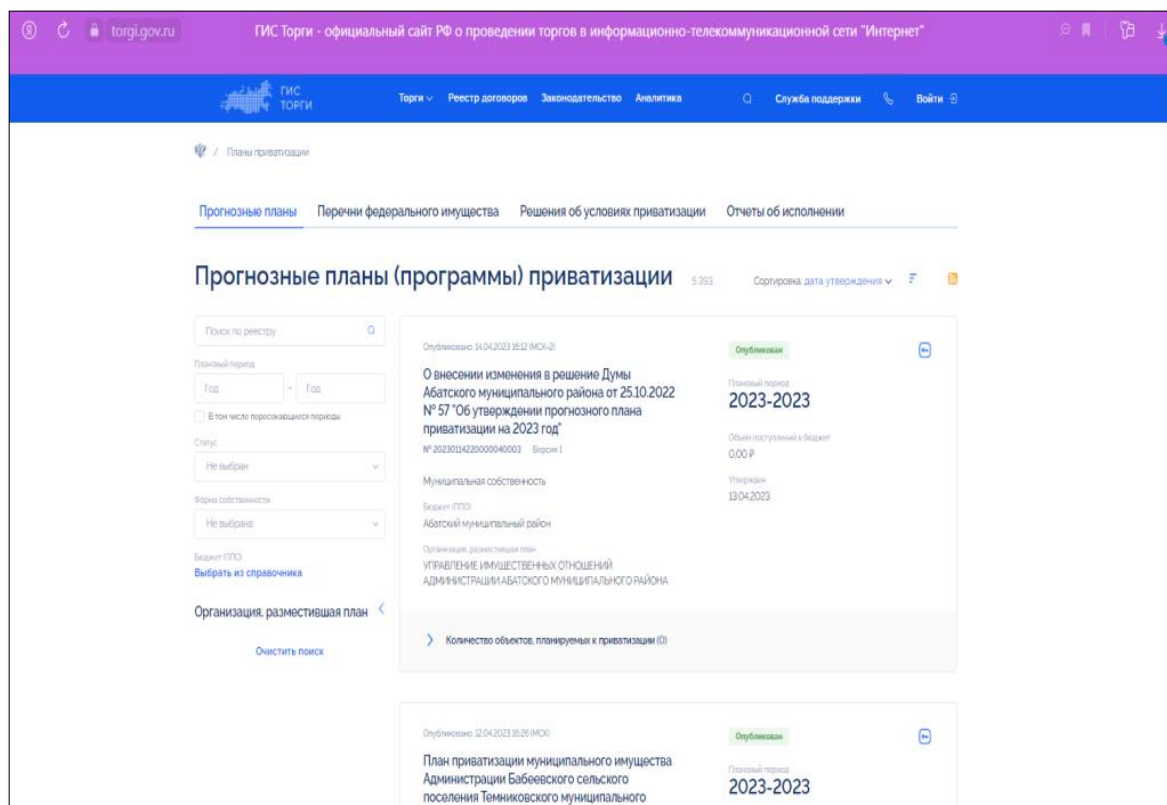 torgi.gov.ru ГИС Торги - официальный сайт РФ о проведении торгов в информационно-телекоммуникационной сети "Интернет"
ГИС ТОРГИ
Торги Реестр договоров Законодательство Аналитика Служба поддержки Войти
/ Планы приватизации
Прогнозные планы Перечни федерального имущества Решения об условиях приватизации Отчеты об исполнении
Прогнозные планы (программы) приватизации 5 393 Сортировка: дата утверждения
Поиск по реестру
Плановый период
Год - Год
В том числе пересекающиеся периоды
Статус
Не выбран
Форма собственности
Не выбрана
Бюджет (ППО)
Выбрать из справочника
Организация, разместившая план
Очистить поиск
Опубликовано: 14.04.2023 16:12 (МСК+2)
О внесении изменения в решение Думы
Абатского муниципального района от 25.10.2022
№ 57 "Об утверждении прогнозного плана
приватизации на 2023 год"
№ 20230114220000040003 Версия 1
Муниципальная собственность
Бюджет (ППО)
Абатский муниципальный район
Организация, разместившая план
УПРАВЛЕНИЕ ИМУЩЕСТВЕННЫХ ОТНОШЕНИЙ
АДМИНИСТРАЦИИ АБАТСКОГО МУНИЦИПАЛЬНОГО РАЙОНА
Опубликован
Плановый период
2023-2023
Объем поступлений в бюджет
0,00 ₽
Утвержден
13.04.2023
Количество объектов, планируемых к приватизации (0)
Опубликовано: 12.04.2023 16:26 (МСК)
План приватизации муниципального имущества
Администрации Бабеевского сельского
поселения Темниковского муниципального
Опубликован
Плановый период
2023-2023